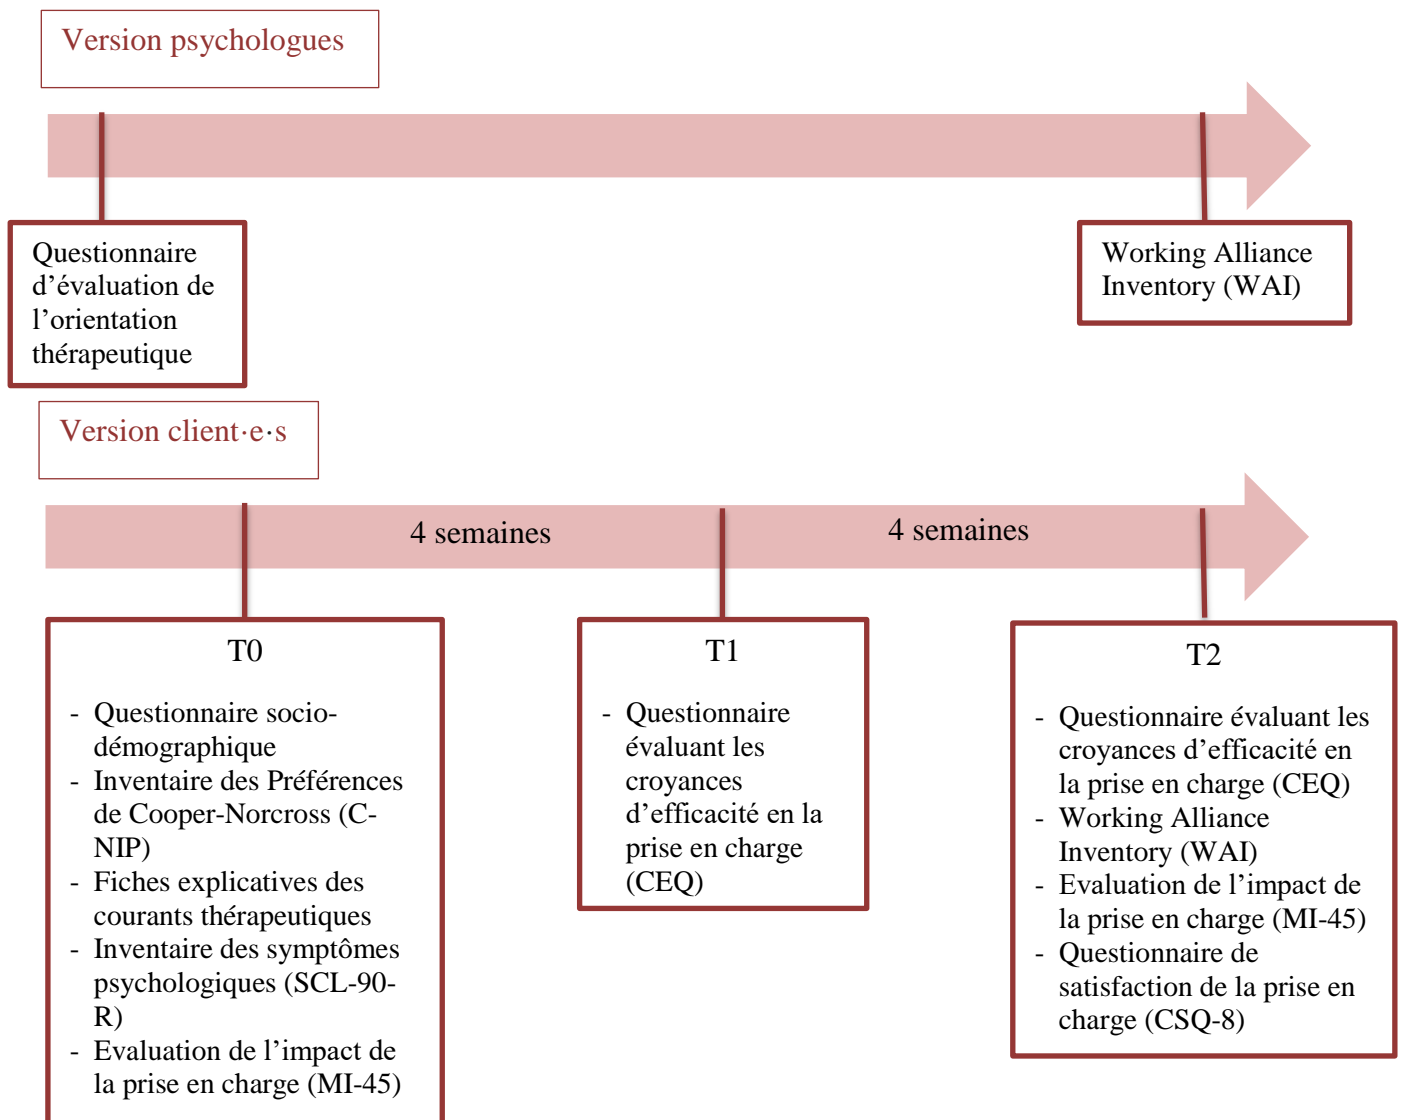 Version psychologues
Questionnaire
d’évaluation de
l’orientation
thérapeutique
Working Alliance
Inventory (WAI)
Version client·e·s
4 semaines
4 semaines
T0
- Questionnaire socio-
démographique
- Inventaire des Préférences
de Cooper-Norcross (C-
NIP)
- Fiches explicatives des
courants thérapeutiques
- Inventaire des symptômes
psychologiques (SCL-90-
R)
- Evaluation de l’impact de
la prise en charge (MI-45)
T1
- Questionnaire
évaluant les
croyances
d’efficacité en la
prise en charge
(CEQ)
T2
- Questionnaire évaluant les
croyances d’efficacité en
la prise en charge (CEQ)
- Working Alliance
Inventory (WAI)
- Evaluation de l’impact de
la prise en charge (MI-45)
- Questionnaire de
satisfaction de la prise en
charge (CSQ-8)